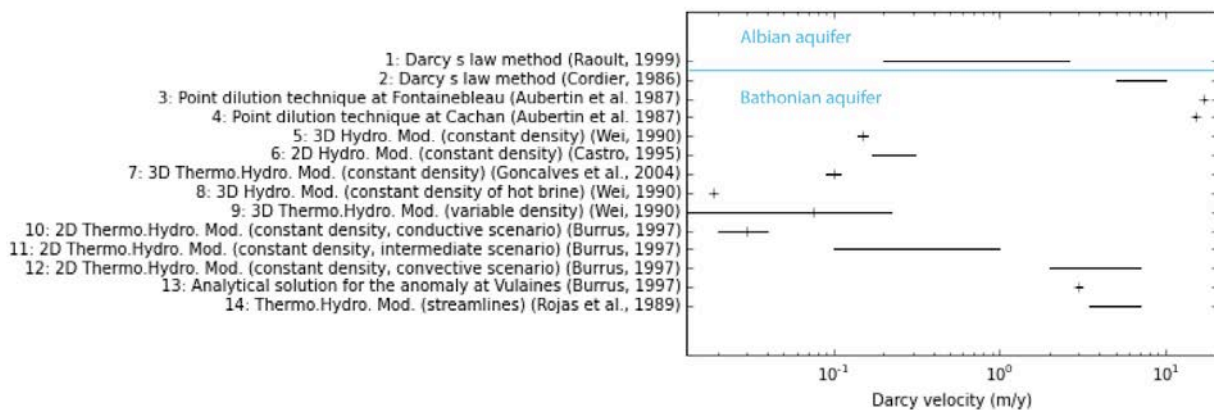 Albian aquifer
1: Darcy s law method (Raoult, 1999)
2: Darcy s law method (Cordier, 1986)
Bathonian aquifer
3: Point dilution technique at Fontainebleau (Aubertin et al. 1987)
4: Point dilution technique at Cachan (Aubertin et al. 1987)
5: 3D Hydro. Mod. (constant density) (Wei, 1990)
6: 2D Hydro. Mod. (constant density) (Castro, 1995)
7: 3D Thermo.Hydro. Mod. (constant density) (Goncalves et al., 2004)
8: 3D Hydro. Mod. (constant density of hot brine) (Wei, 1990)
9: 3D Thermo.Hydro. Mod. (variable density) (Wei, 1990)
10: 2D Thermo.Hydro. Mod. (constant density, conductive scenario) (Burrus, 1997)
11: 2D Thermo.Hydro. Mod. (constant density, intermediate scenario) (Burrus, 1997)
12: 2D Thermo.Hydro. Mod. (constant density, convective scenario) (Burrus, 1997)
13: Analytical solution for the anomaly at Vulaines (Burrus, 1997)
14: Thermo.Hydro. Mod. (streamlines) (Rojas et al., 1989)
10⁻¹ 10⁰ 10¹
Darcy velocity (m/y)